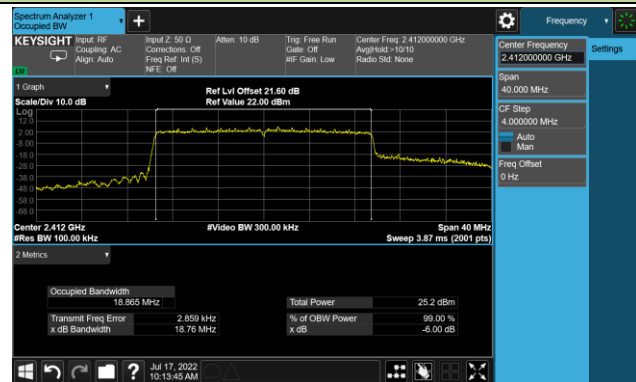 Spectrum Analyzer 1
Occupied BW
+
Frequency
KEYSIGHT
Input: RF
Coupling: AC
Align: Auto
Input Z: 50 Ω
Corrections: Off
Freq Ref: Int (S)
NFE: Off
Atten: 10 dB
Trig: Free Run
Gate: Off
#IF Gain: Low
Center Freq: 2.412000000 GHz
Avg|Hold:>10/10
Radio Std: None
Center Frequency
2.412000000 GHz
Settings
Span
40.000 MHz
CF Step
4.000000 MHz
Auto
Man
Freq Offset
0 Hz
1 Graph
Scale/Div 10.0 dB
Ref Lvl Offset 21.60 dB
Ref Value 22.00 dBm
Log
12.0
2.00
-8.00
-18.0
-28.0
-38.0
-48.0
-58.0
-68.0
Center 2.412 GHz
#Res BW 100.00 kHz
#Video BW 300.00 kHz
Span 40 MHz
Sweep 3.87 ms (2001 pts)
2 Metrics
Occupied Bandwidth
18.865 MHz
Total Power 25.2 dBm
Transmit Freq Error 2.859 kHz
% of OBW Power 99.00 %
x dB Bandwidth 18.76 MHz
x dB -6.00 dB
?
Jul 17, 2022
10:13:45 AM